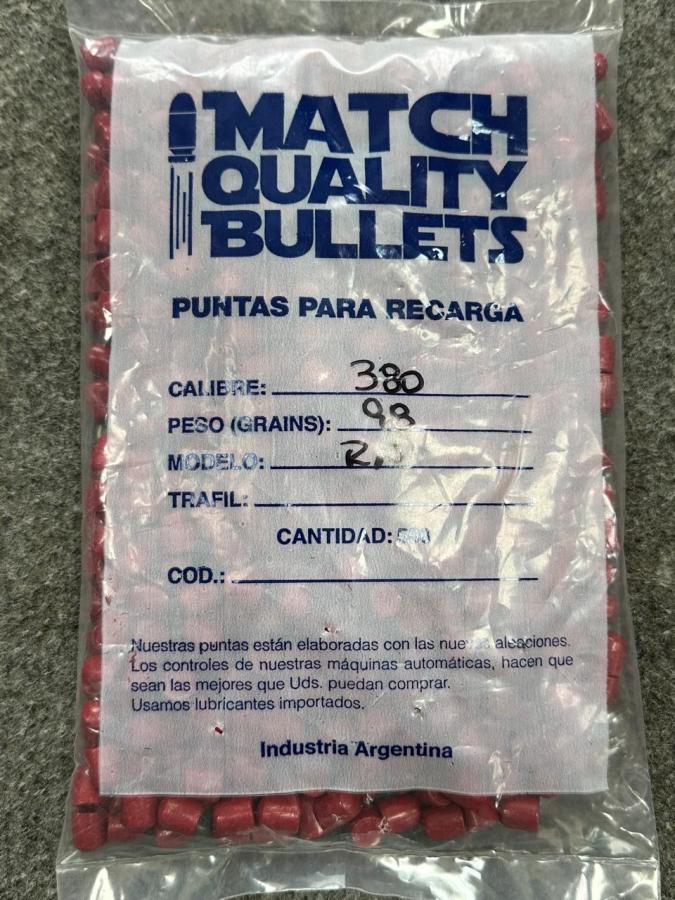 MATCH
QUALITY
BULLETS
PUNTAS PARA RECARGA
CALIBRE: 380
PESO (GRAINS): 98
MODELO:
TRAFIL:
CANTIDAD: 500
COD.:
Nuestras puntas están elaboradas con las nuevas aleaciones.
Los controles de nuestras máquinas automáticas, hacen que
sean las mejores que Uds. puedan comprar.
Usamos lubricantes importados.
Industria Argentina